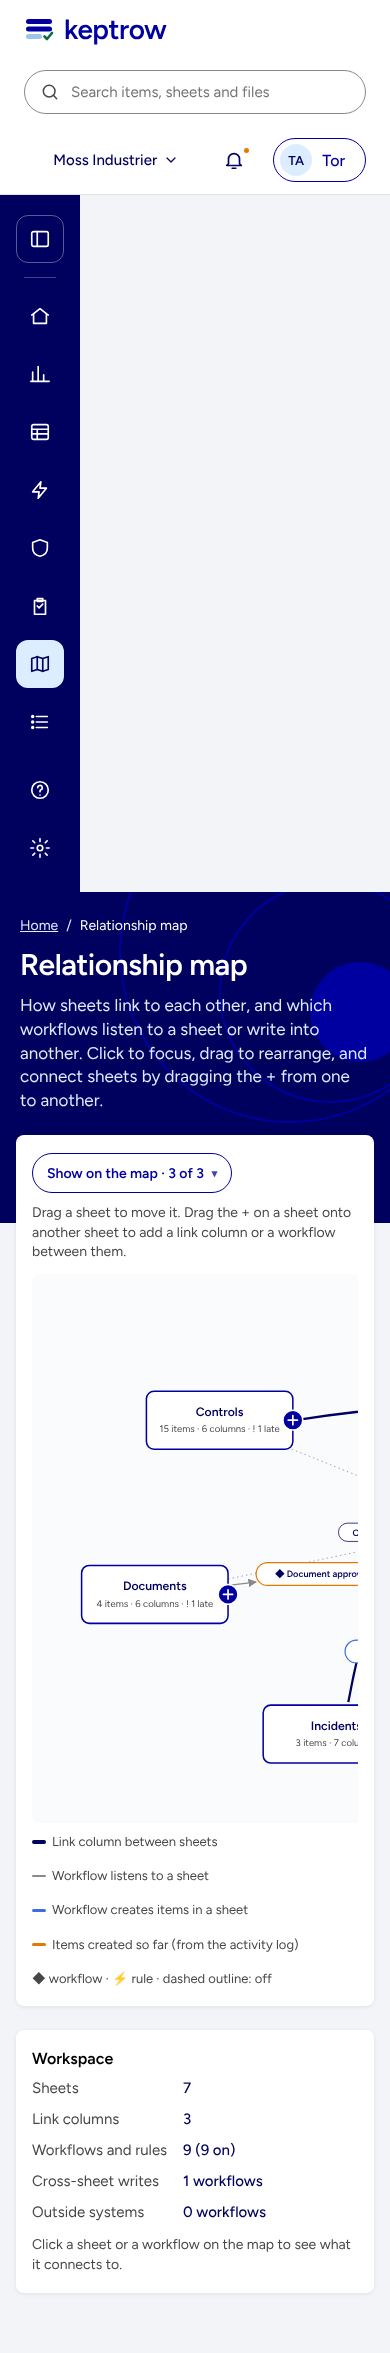 keptrow
Search items, sheets and files
Moss Industrier
TA Tor
Home / Relationship map
Relationship map
How sheets link to each other, and which
workflows listen to a sheet or write into
another. Click to focus, drag to rearrange, and
connect sheets by dragging the + from one
to another.
Show on the map · 3 of 3 ▾
Drag a sheet to move it. Drag the + on a sheet onto
another sheet to add a link column or a workflow
between them.
Controls
15 items · 6 columns · ! 1 late
◆ Document approv
Documents
4 items · 6 columns · ! 1 late
Incidents
3 items · 7 colu
Link column between sheets
Workflow listens to a sheet
Workflow creates items in a sheet
Items created so far (from the activity log)
◆ workflow · ⚡ rule · dashed outline: off
Workspace
Sheets 7
Link columns 3
Workflows and rules 9 (9 on)
Cross-sheet writes 1 workflows
Outside systems 0 workflows
Click a sheet or a workflow on the map to see what
it connects to.